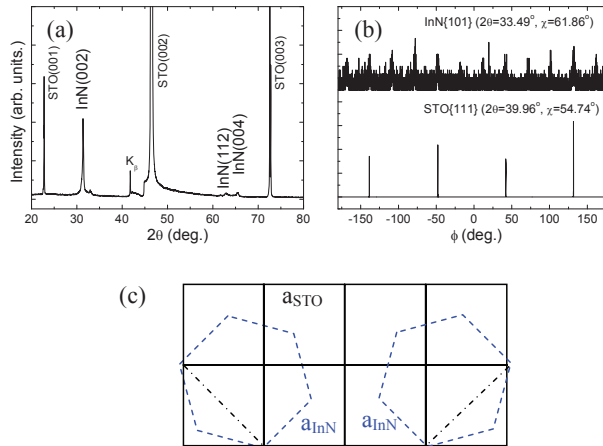 (a)
Intensity (arb. units.)
STO(001)
InN(002)
Kβ
STO(002)
InN(112)
InN(004)
STO(003)
20 30 40 50 60 70 80
2θ (deg.)
(b)
InN{101} (2θ=33.49°, χ=61.86°)
STO{111} (2θ=39.96°, χ=54.74°)
-150 -100 -50 0 50 100 150
ϕ (deg.)
(c)
aSTO
aInN
aInN